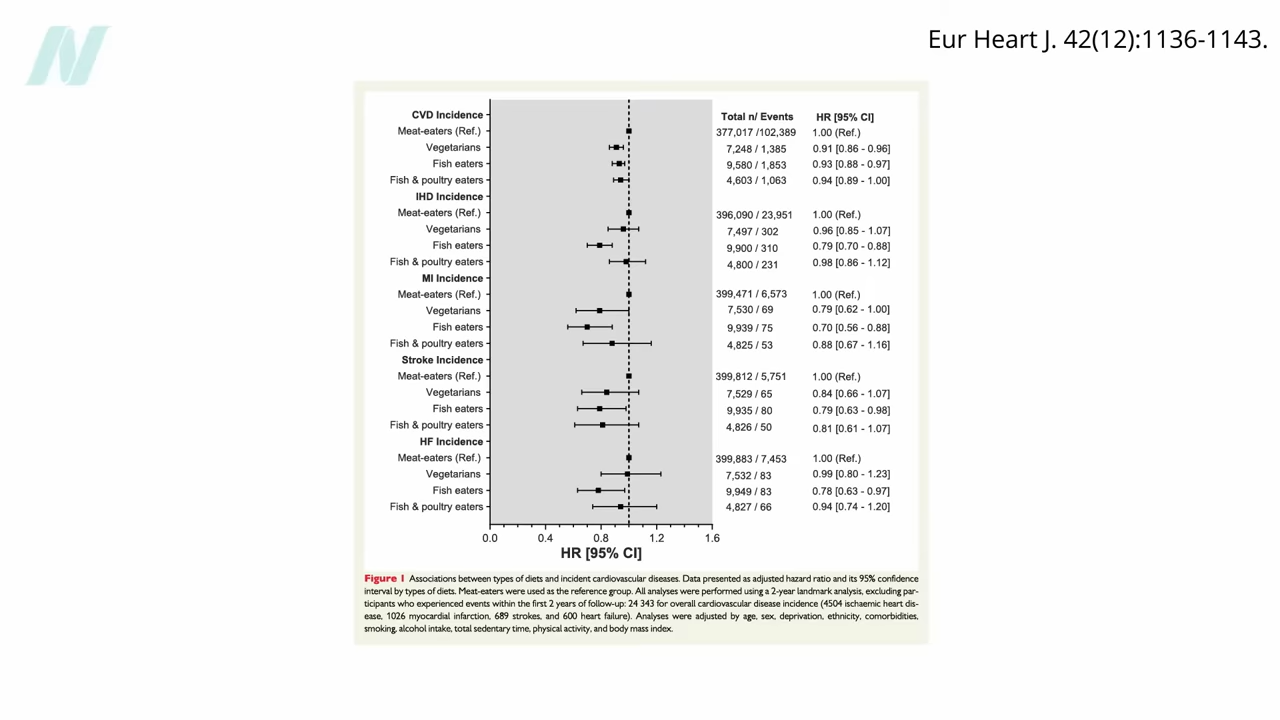 Eur Heart J. 42(12):1136-1143.
CVD Incidence Total n/ Events HR [95% CI]
Meat-eaters (Ref.) 377,017 /102,389 1.00 (Ref.)
Vegetarians 7,248 / 1,385 0.91 [0.86 - 0.96]
Fish eaters 9,580 / 1,853 0.93 [0.88 - 0.97]
Fish & poultry eaters 4,603 / 1,063 0.94 [0.89 - 1.00]
IHD Incidence
Meat-eaters (Ref.) 396,090 / 23,951 1.00 (Ref.)
Vegetarians 7,497 / 302 0.96 [0.85 - 1.07]
Fish eaters 9,900 / 310 0.79 [0.70 - 0.88]
Fish & poultry eaters 4,800 / 231 0.98 [0.86 - 1.12]
MI Incidence
Meat-eaters (Ref.) 399,471 / 6,573 1.00 (Ref.)
Vegetarians 7,530 / 69 0.79 [0.62 - 1.00]
Fish eaters 9,939 / 75 0.70 [0.56 - 0.88]
Fish & poultry eaters 4,825 / 53 0.88 [0.67 - 1.16]
Stroke Incidence
Meat-eaters (Ref.) 399,812 / 5,751 1.00 (Ref.)
Vegetarians 7,529 / 65 0.84 [0.66 - 1.07]
Fish eaters 9,935 / 80 0.79 [0.63 - 0.98]
Fish & poultry eaters 4,826 / 50 0.81 [0.61 - 1.07]
HF Incidence
Meat-eaters (Ref.) 399,883 / 7,453 1.00 (Ref.)
Vegetarians 7,532 / 83 0.99 [0.80 - 1.23]
Fish eaters 9,949 / 83 0.78 [0.63 - 0.97]
Fish & poultry eaters 4,827 / 66 0.94 [0.74 - 1.20]
0.0 0.4 0.8 1.2 1.6
HR [95% CI]
Figure 1 Associations between types of diets and incident cardiovascular diseases. Data presented as adjusted hazard ratio and its 95% confidence
interval by types of diets. Meat-eaters were used as the reference group. All analyses were performed using a 2-year landmark analysis, excluding par-
ticipants who experienced events within the first 2 years of follow-up: 24 343 for overall cardiovascular disease incidence (4504 ischaemic heart dis-
ease, 1026 myocardial infarction, 689 strokes, and 600 heart failure). Analyses were adjusted by age, sex, deprivation, ethnicity, comorbidities,
smoking, alcohol intake, total sedentary time, physical activity, and body mass index.